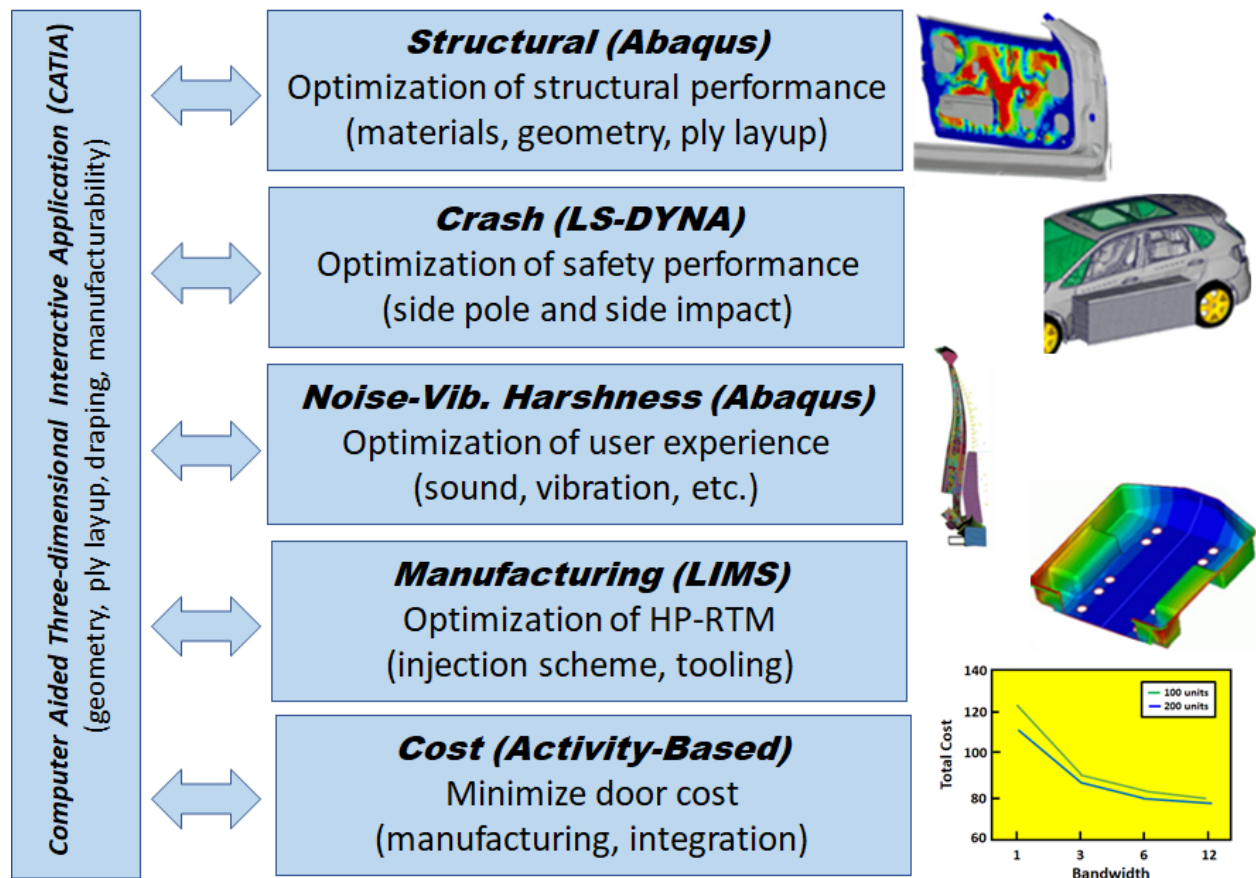 Computer Aided Three-dimensional Interactive Application (CATIA)
(geometry, ply layup, draping, manufacturability)
Structural (Abaqus)
Optimization of structural performance
(materials, geometry, ply layup)
Crash (LS-DYNA)
Optimization of safety performance
(side pole and side impact)
Noise-Vib. Harshness (Abaqus)
Optimization of user experience
(sound, vibration, etc.)
Manufacturing (LIMS)
Optimization of HP-RTM
(injection scheme, tooling)
Cost (Activity-Based)
Minimize door cost
(manufacturing, integration)
Total Cost
140
120
100
80
60
100 units
200 units
1 3 6 12
Bandwidth